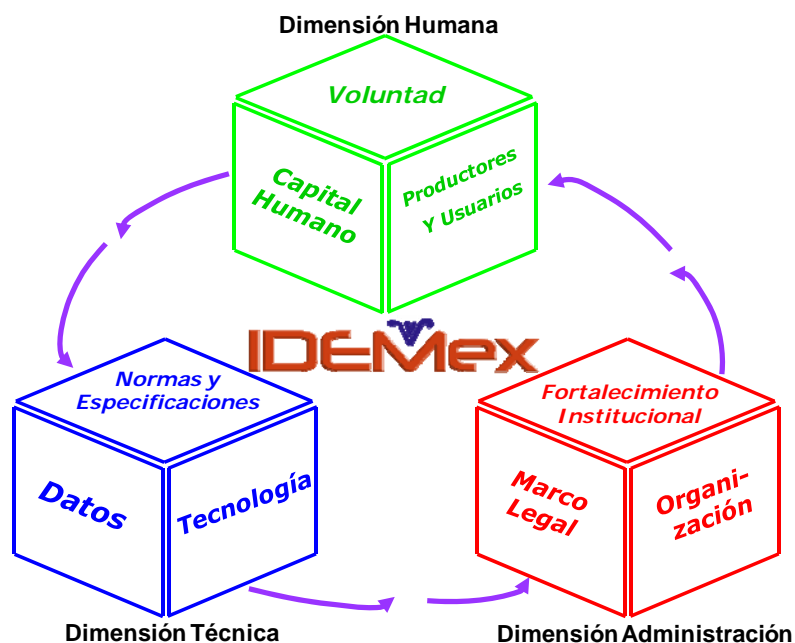 Dimensión Humana
Voluntad
Capital
Humano
Productores
Y Usuarios
IDEMex
Normas y
Especificaciones
Datos
Tecnología
Dimensión Técnica
Fortalecimiento
Institucional
Marco
Legal
Organi-
zación
Dimensión Administración